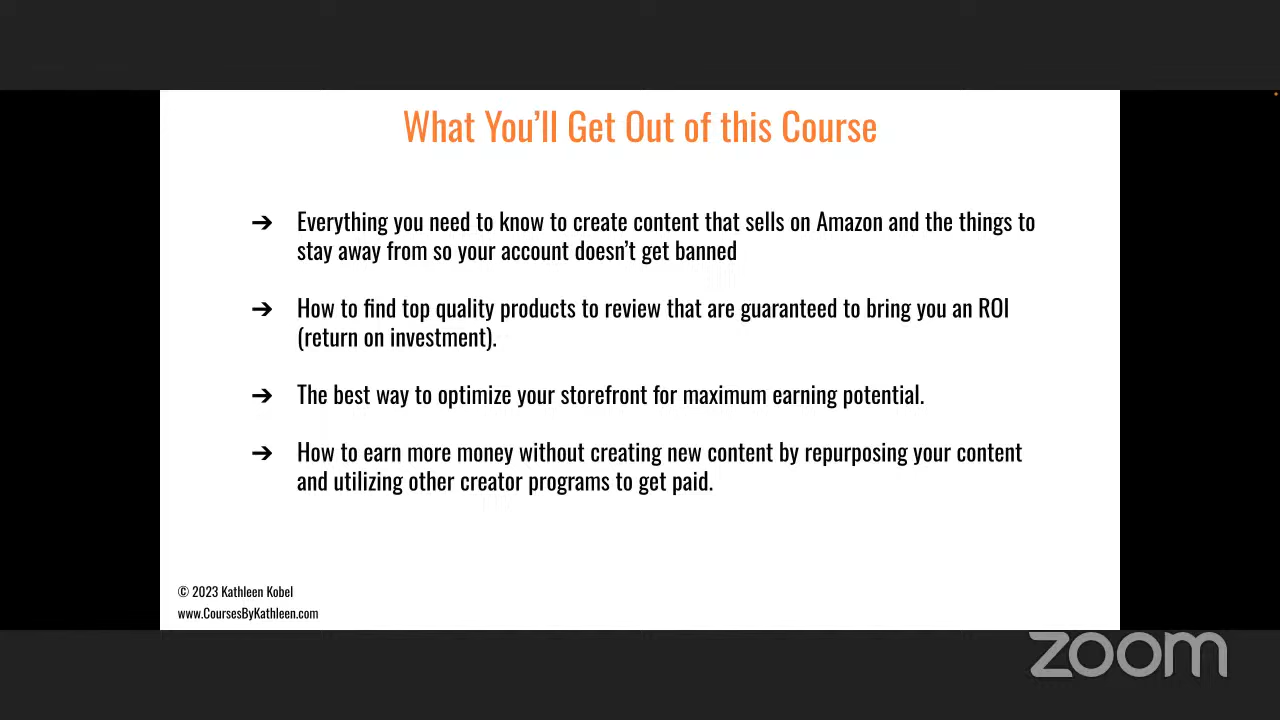 What You'll Get Out of this Course
➔ Everything you need to know to create content that sells on Amazon and the things to
stay away from so your account doesn't get banned
➔ How to find top quality products to review that are guaranteed to bring you an ROI
(return on investment).
➔ The best way to optimize your storefront for maximum earning potential.
➔ How to earn more money without creating new content by repurposing your content
and utilizing other creator programs to get paid.
© 2023 Kathleen Kobel
www.CoursesByKathleen.com
zoom